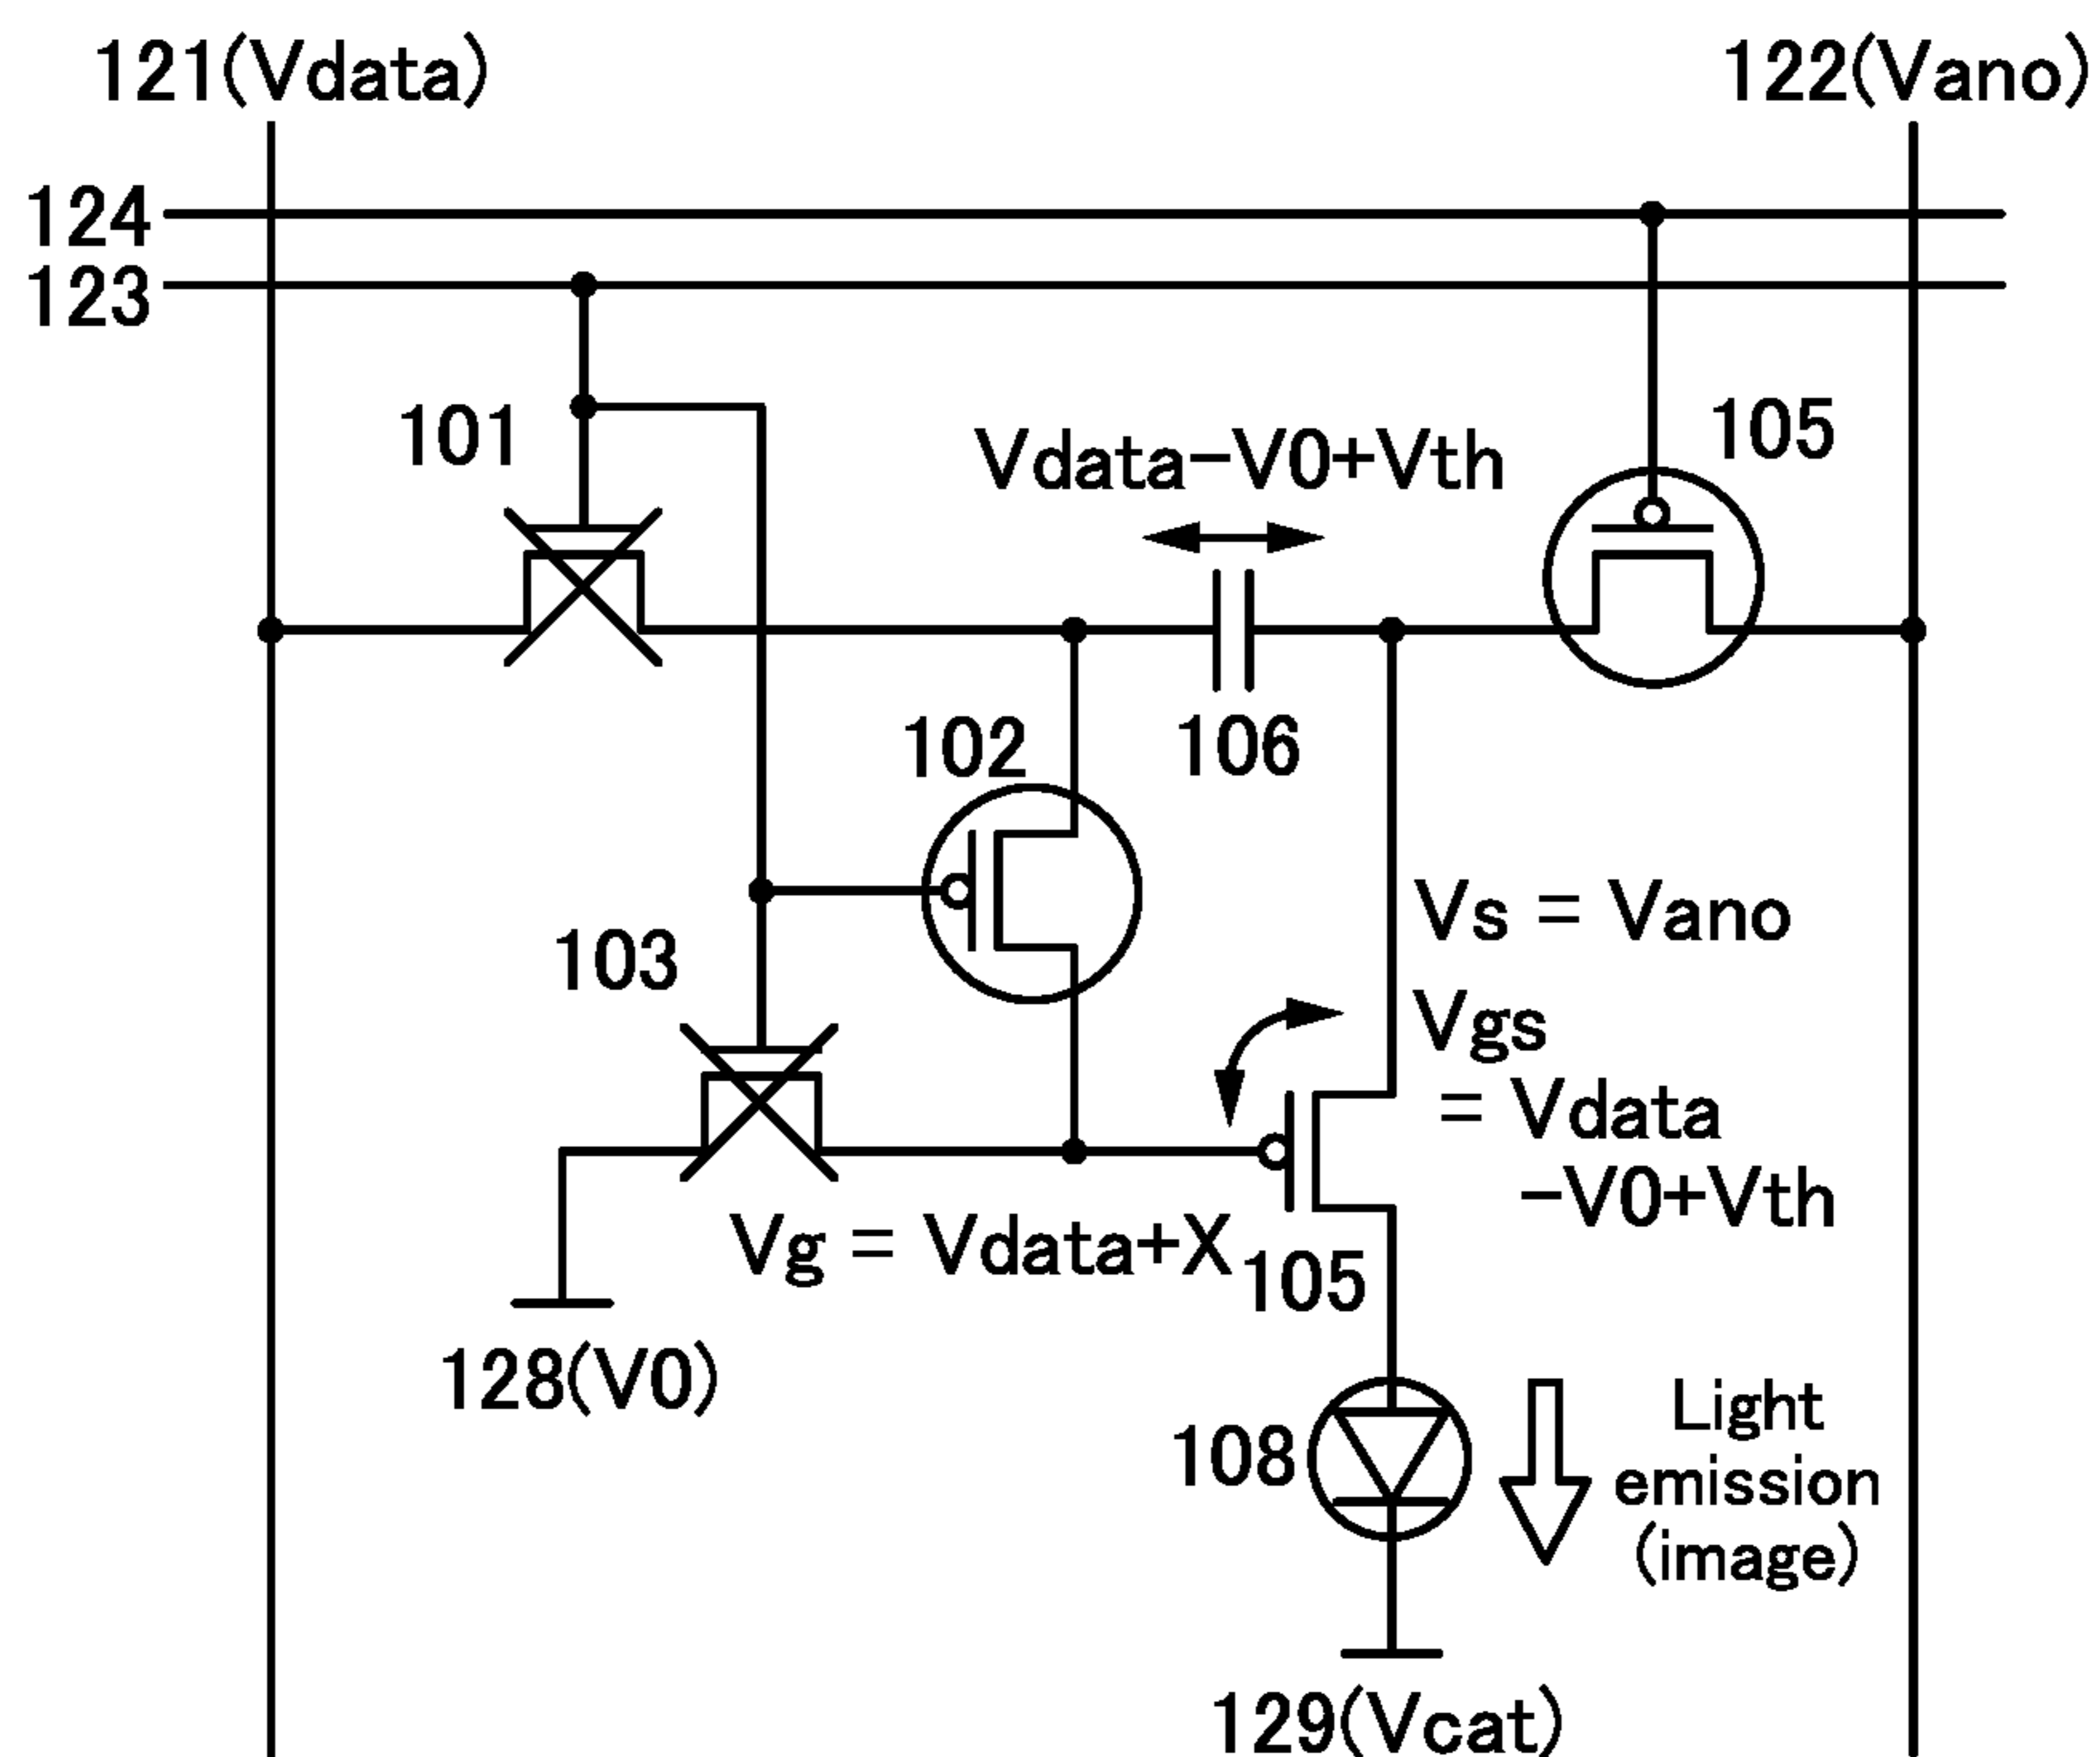 121(Vdata)
122(Vano)
124
123
101
Vdata-V0+Vth
105
106
102
103
Vs = Vano
Vgs
= Vdata
-V0+Vth
Vg = Vdata+X
105
128(V0)
108
Light
emission
(image)
129(Vcat)